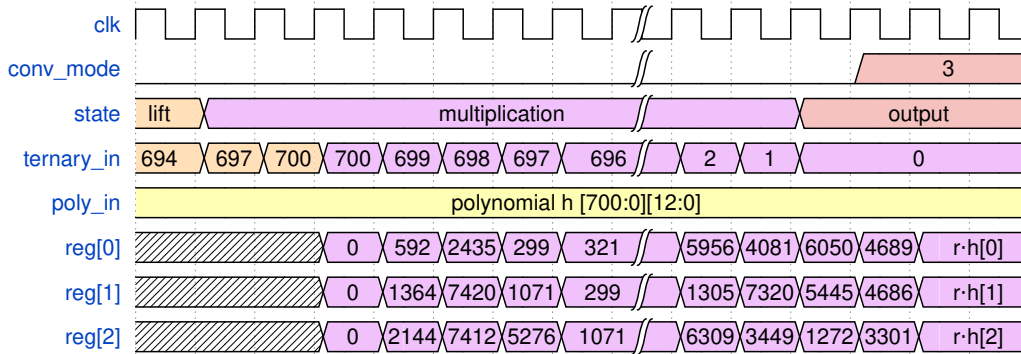 clk
conv_mode 3
state lift multiplication output
ternary_in 694 697 700 700 699 698 697 696 2 1 0
poly_in polynomial h [700:0][12:0]
reg[0] 0 592 2435 299 321 5956 4081 6050 4689 r·h[0]
reg[1] 0 1364 7420 1071 299 1305 7320 5445 4686 r·h[1]
reg[2] 0 2144 7412 5276 1071 6309 3449 1272 3301 r·h[2]